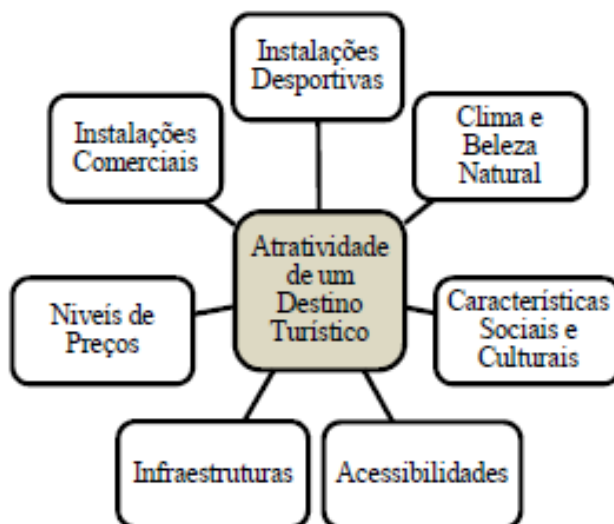 Instalações
Desportivas
Clima e
Beleza
Natural
Instalações
Comerciais
Atratividade
de um
Destino
Turístico
Características
Sociais e
Culturais
Nivéis de
Preços
Infraestruturas
Acessibilidades